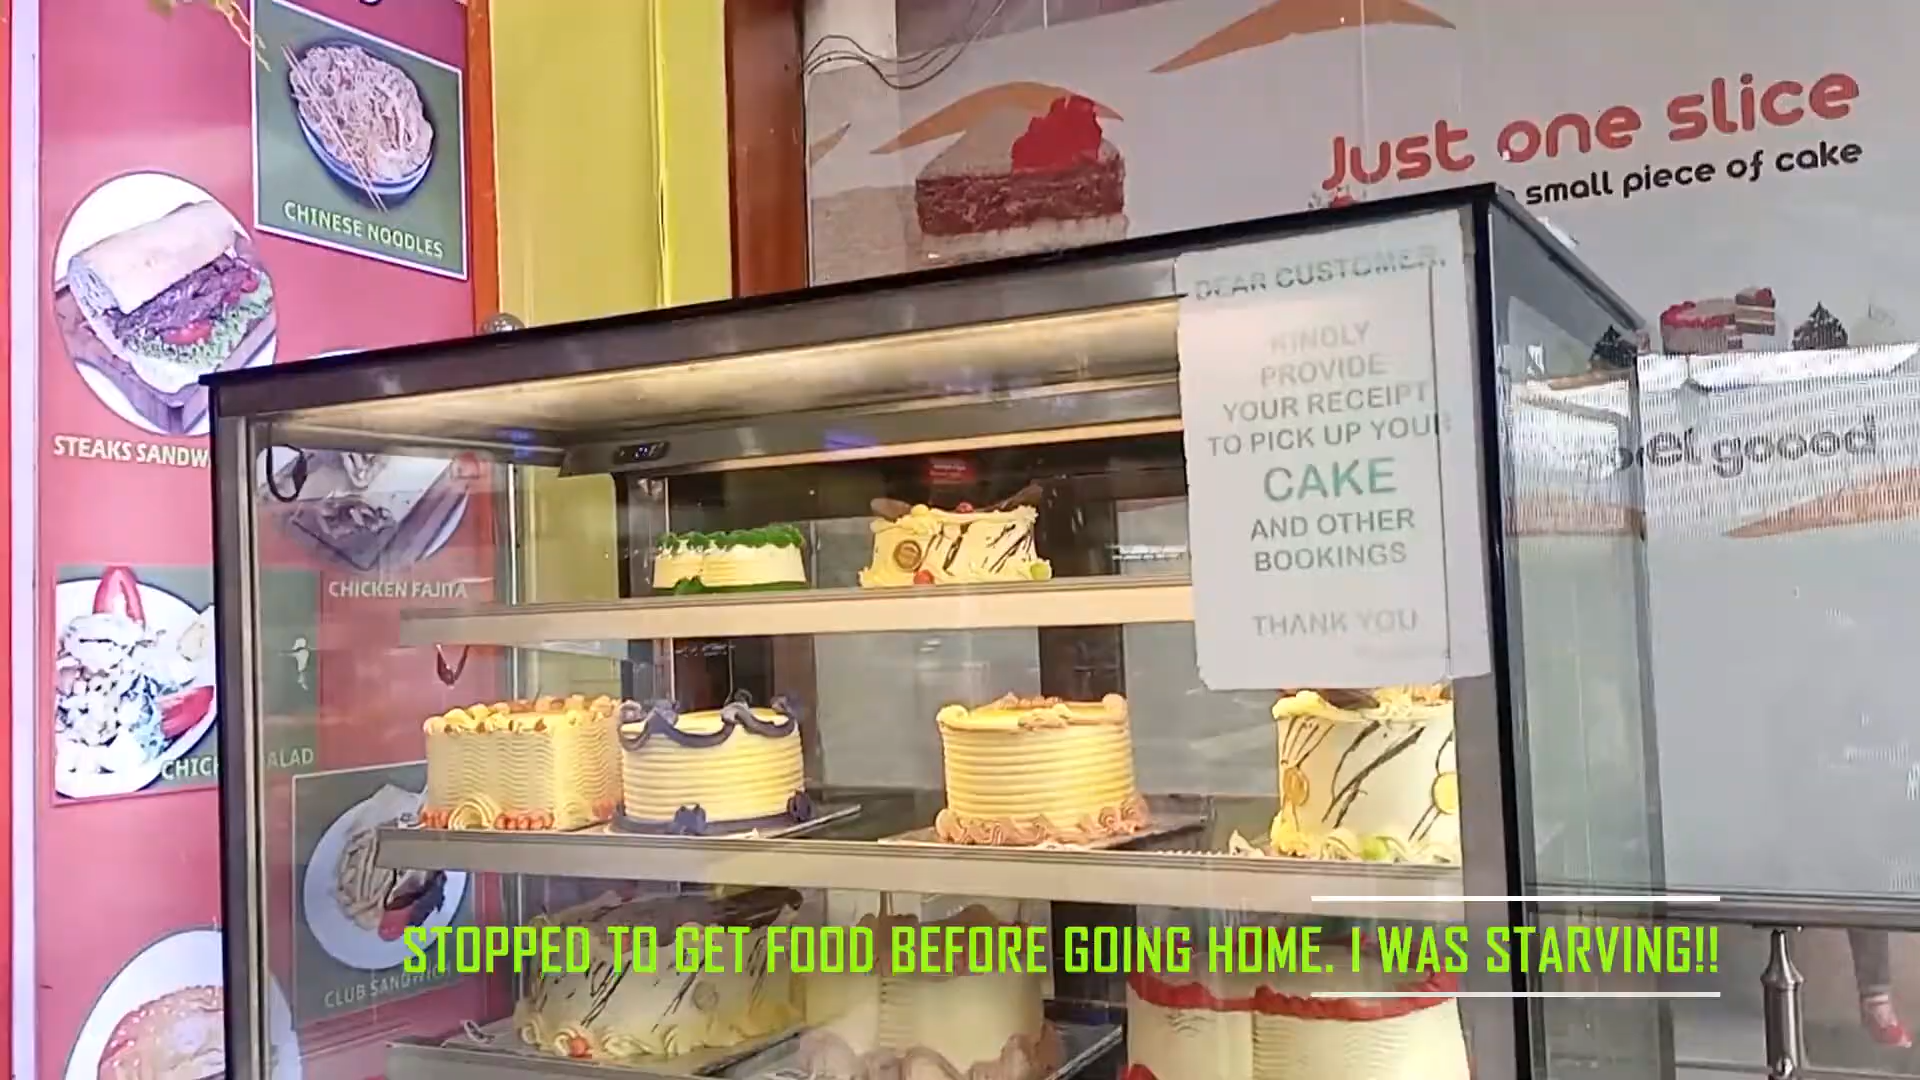 CHINESE NOODLES
STEAKS SANDW
CHICKEN FAJITA
CHIC ALAD
CLUB SANDWICH
Just one slice
small piece of cake
DEAR CUSTOMER,
KINDLY
PROVIDE
YOUR RECEIPT
TO PICK UP YOUR
CAKE
AND OTHER
BOOKINGS
THANK YOU
goood
STOPPED TO GET FOOD BEFORE GOING HOME. I WAS STARVING!!